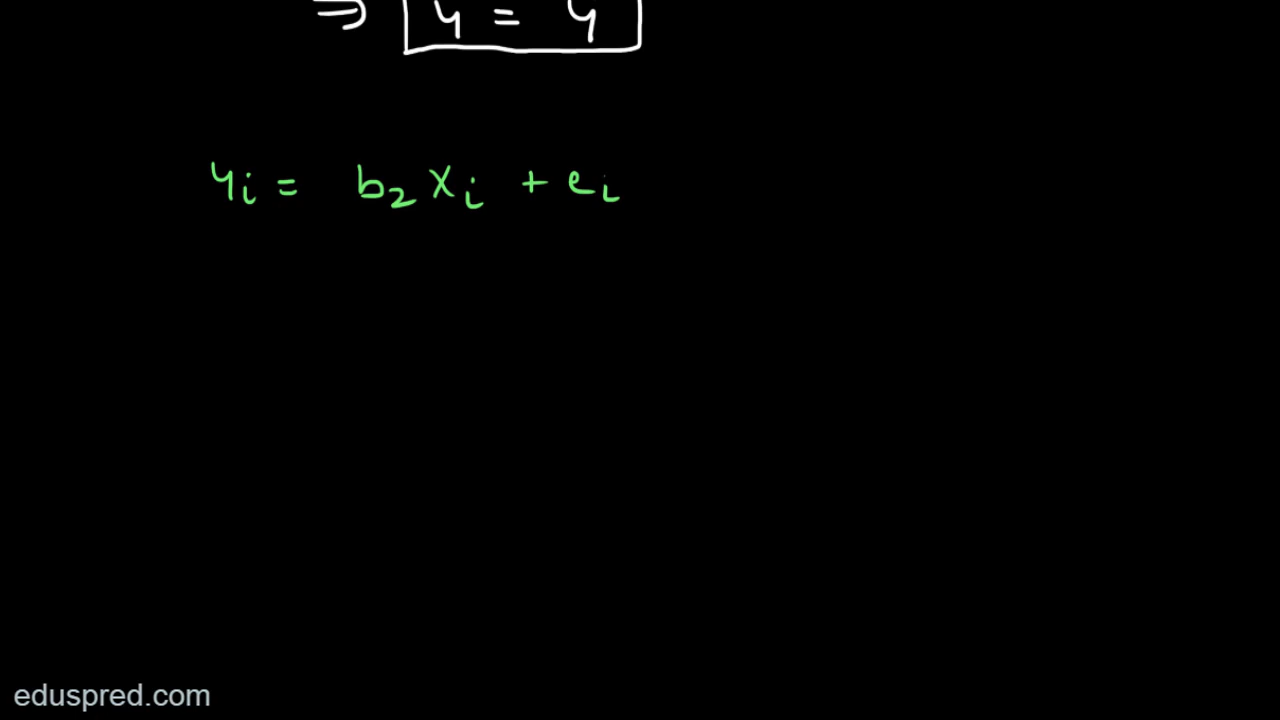 ⇒ y = y
yᵢ = b₂ xᵢ + eᵢ
eduspred.com